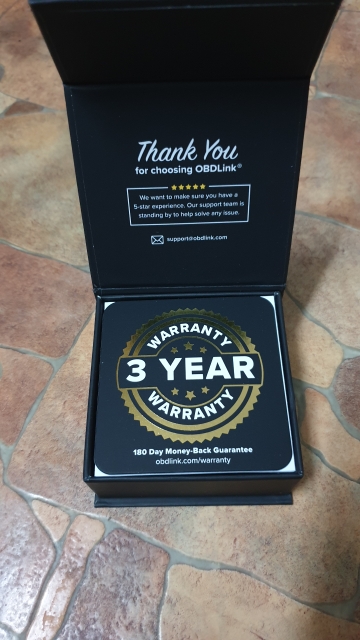 Thank You
for choosing OBDLink®
We want to make sure you have a
5-star experience. Our support team is
standing by to help solve any issue.
support@obdlink.com
WARRANTY
3 YEAR
WARRANTY
180 Day Money-Back Guarantee
obdlink.com/warranty